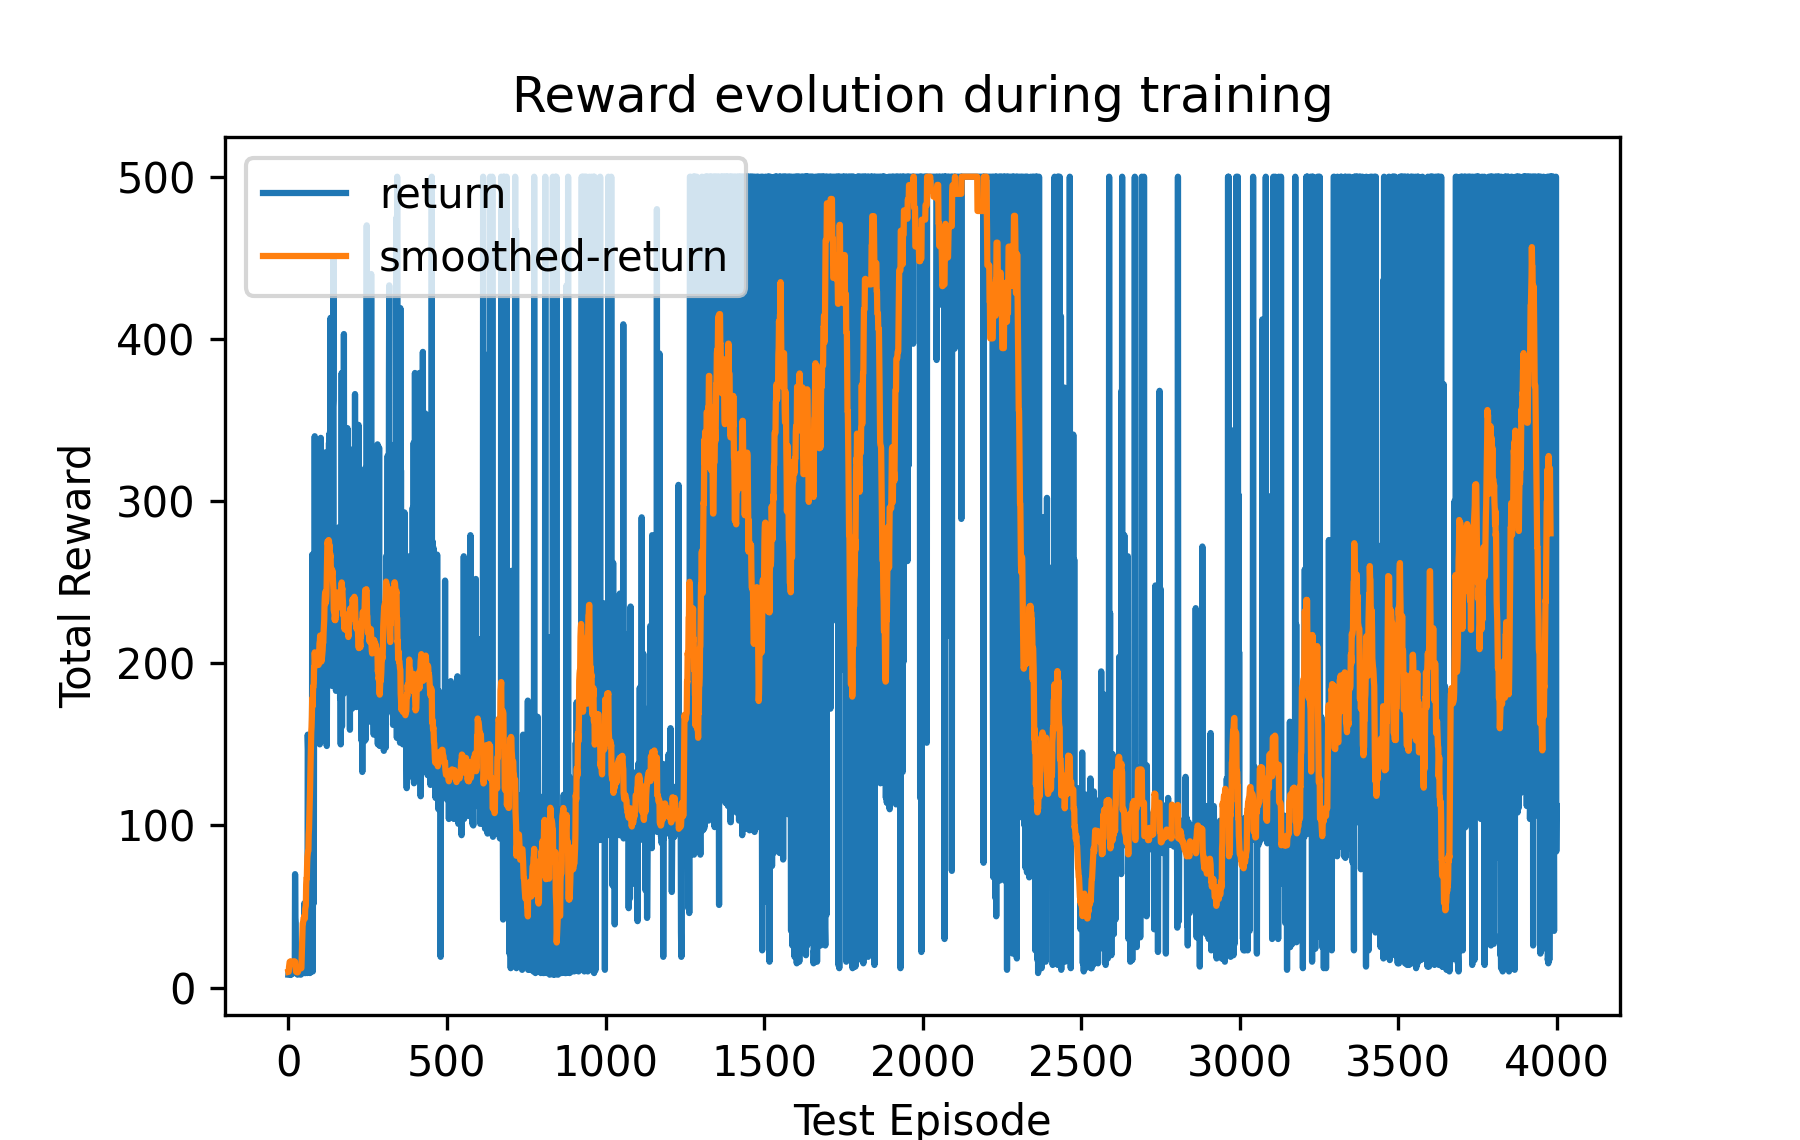 Reward evolution during training
return
smoothed-return
Total Reward
500
400
300
200
100
0
0 500 1000 1500 2000 2500 3000 3500 4000
Test Episode